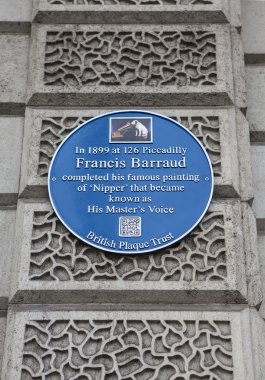 In 1899 at 126 Piccadilly
Francis Barraud
completed his famous painting
of 'Nipper' that became
known as
His Master's Voice
British Plaque Trust